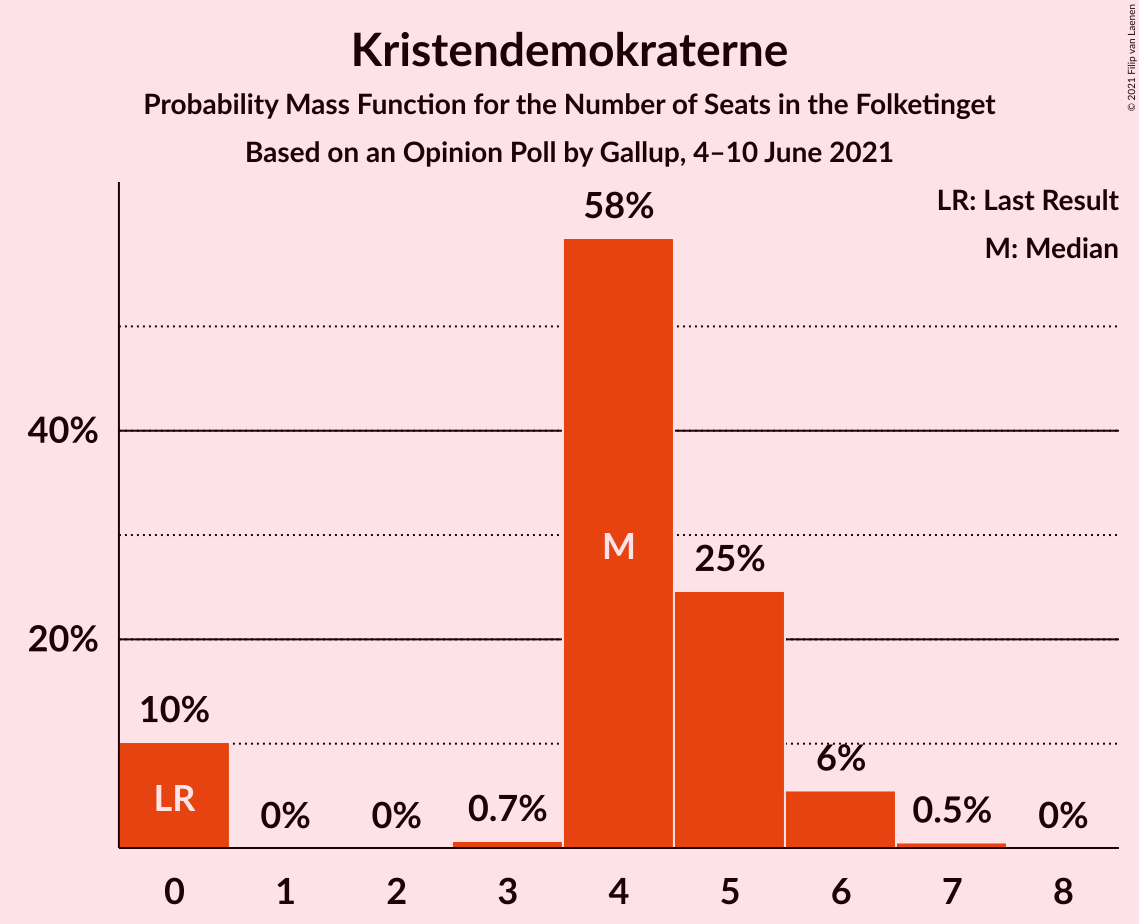 Kristendemokraterne
Probability Mass Function for the Number of Seats in the Folketinget
Based on an Opinion Poll by Gallup, 4–10 June 2021
© 2021 Filip van Laenen
LR: Last Result
M: Median
58%
40%
M
25%
20%
10%
6%
LR
0%
0%
0.7%
0.5%
0%
0 1 2 3 4 5 6 7 8